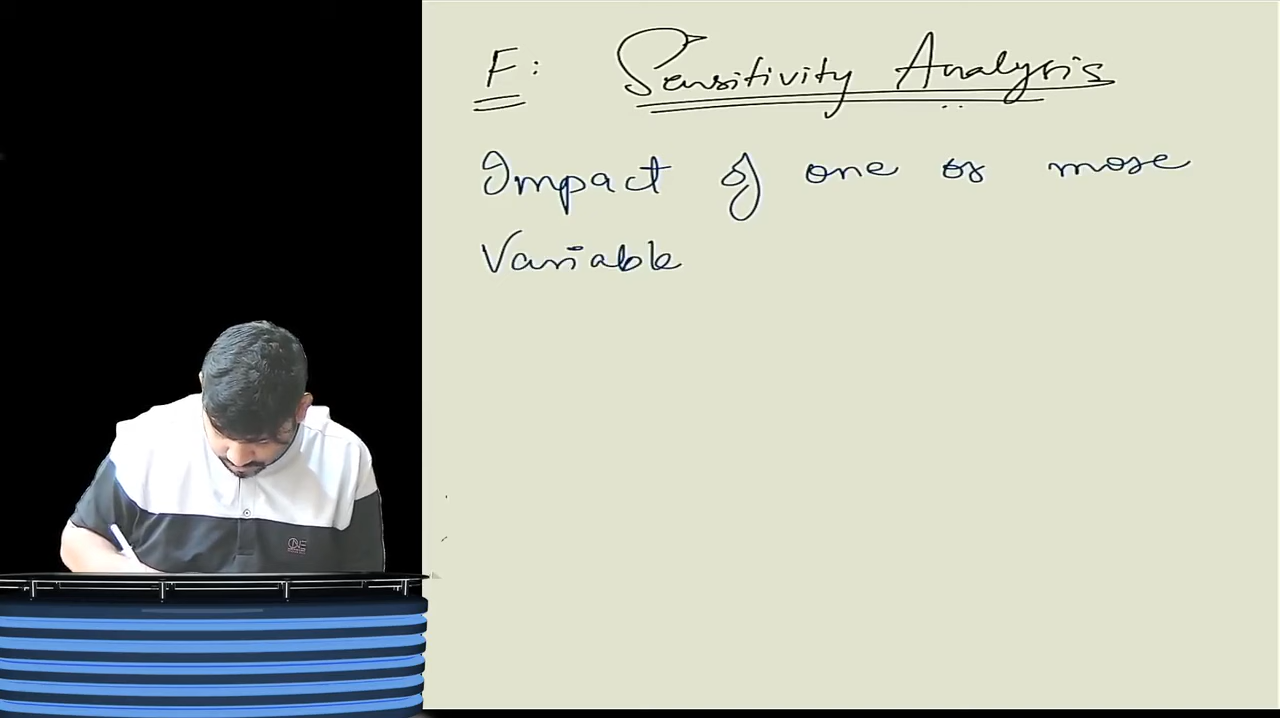 F: Sensitivity Analysis
Impact of one or more
Variable